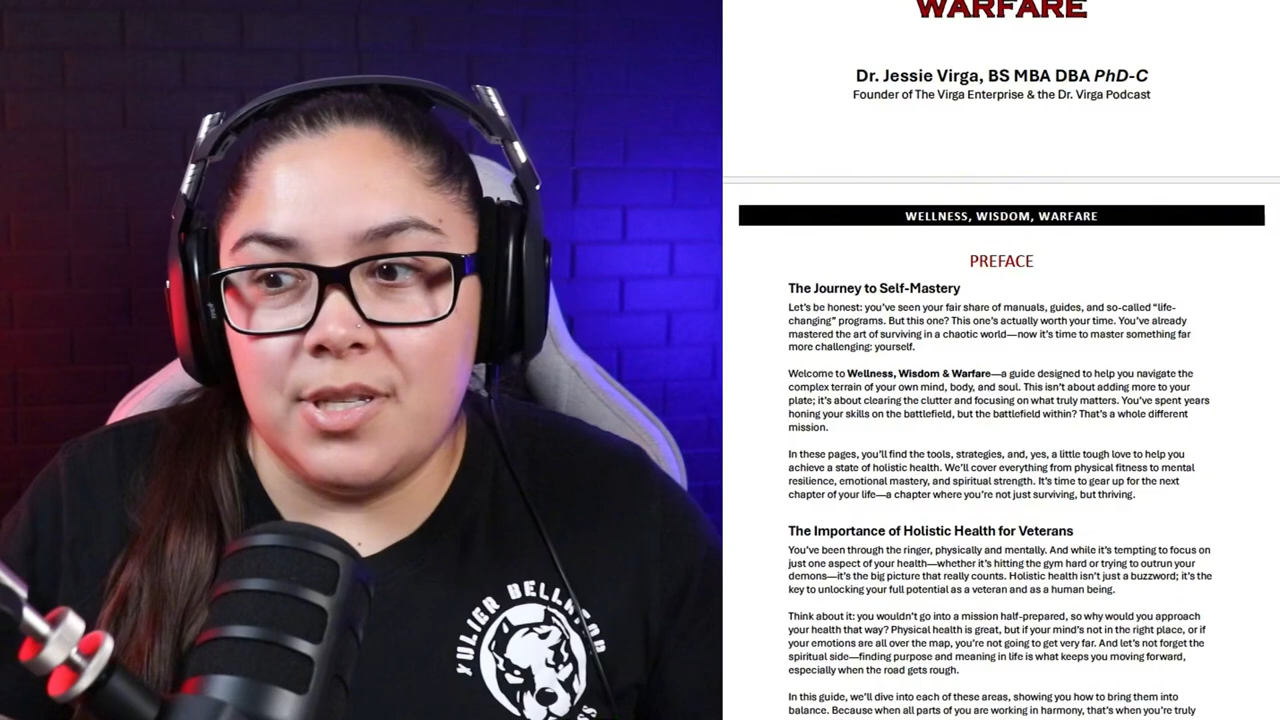 WARFARE
Dr. Jessie Virga, BS MBA DBA PhD-C
Founder of The Virga Enterprise & the Dr. Virga Podcast
WELLNESS, WISDOM, WARFARE
PREFACE
The Journey to Self-Mastery
Let's be honest: you've seen your fair share of manuals, guides, and so-called “life-
changing” programs. But this one? This one's actually worth your time. You've already
mastered the art of surviving in a chaotic world—now it's time to master something far
more challenging: yourself.
Welcome to Wellness, Wisdom & Warfare—a guide designed to help you navigate the
complex terrain of your own mind, body, and soul. This isn't about adding more to your
plate; it's about clearing the clutter and focusing on what truly matters. You've spent years
honing your skills on the battlefield, but the battlefield within? That's a whole different
mission.
In these pages, you'll find the tools, strategies, and, yes, a little tough love to help you
achieve a state of holistic health. We'll cover everything from physical fitness to mental
resilience, emotional mastery, and spiritual strength. It's time to gear up for the next
chapter of your life—a chapter where you're not just surviving, but thriving.
The Importance of Holistic Health for Veterans
You've been through the ringer, physically and mentally. And while it's tempting to focus on
just one aspect of your health—whether it's hitting the gym hard or trying to outrun your
demons—it's the big picture that really counts. Holistic health isn't just a buzzword; it's the
key to unlocking your full potential as a veteran and as a human being.
Think about it: you wouldn't go into a mission half-prepared, so why would you approach
your health that way? Physical health is great, but if your mind's not in the right place, or if
your emotions are all over the map, you're not going to get very far. And let's not forget the
spiritual side—finding purpose and meaning in life is what keeps you moving forward,
especially when the road gets rough.
In this guide, we'll dive into each of these areas, showing you how to bring them into
balance. Because when all parts of you are working in harmony, that's when you're truly